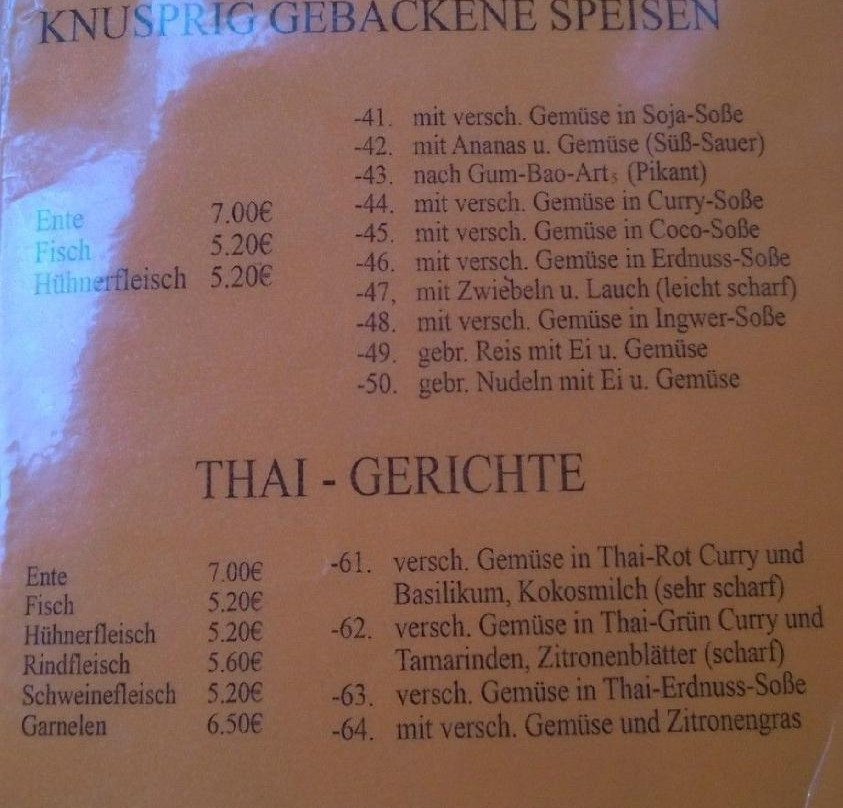 KNUSPRIG GEBACKENE SPEISEN
Ente 7.00€
Fisch 5.20€
Hühnerfleisch 5.20€
-41. mit versch. Gemüse in Soja-Soße
-42. mit Ananas u. Gemüse (Süß-Sauer)
-43. nach Gum-Bao-Art (Pikant)
-44. mit versch. Gemüse in Curry-Soße
-45. mit versch. Gemüse in Coco-Soße
-46. mit versch. Gemüse in Erdnuss-Soße
-47, mit Zwiebeln u. Lauch (leicht scharf)
-48. mit versch. Gemüse in Ingwer-Soße
-49. gebr. Reis mit Ei u. Gemüse
-50. gebr. Nudeln mit Ei u. Gemüse
THAI - GERICHTE
Ente 7.00€
Fisch 5.20€
Hühnerfleisch 5.20€
Rindfleisch 5.60€
Schweinefleisch 5.20€
Garnelen 6.50€
-61. versch. Gemüse in Thai-Rot Curry und
Basilikum, Kokosmilch (sehr scharf)
-62. versch. Gemüse in Thai-Grün Curry und
Tamarinden, Zitronenblätter (scharf)
-63. versch. Gemüse in Thai-Erdnuss-Soße
-64. mit versch. Gemüse und Zitronengras